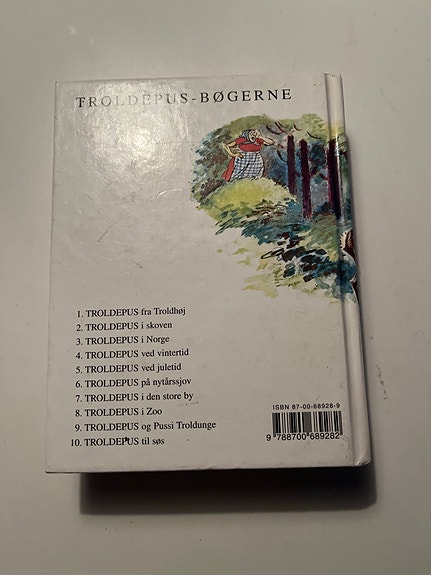 TROLDEPUS-BØGERNE
1. TROLDEPUS fra Troldhøj
2. TROLDEPUS i skoven
3. TROLDEPUS i Norge
4. TROLDEPUS ved vintertid
5. TROLDEPUS ved juletid
6. TROLDEPUS på nytårssjov
7. TROLDEPUS i den store by
8. TROLDEPUS i Zoo
9. TROLDEPUS og Pussi Troldunge
10. TROLDEPUS til søs
ISBN 87-00-68928-9
9 788700 689282